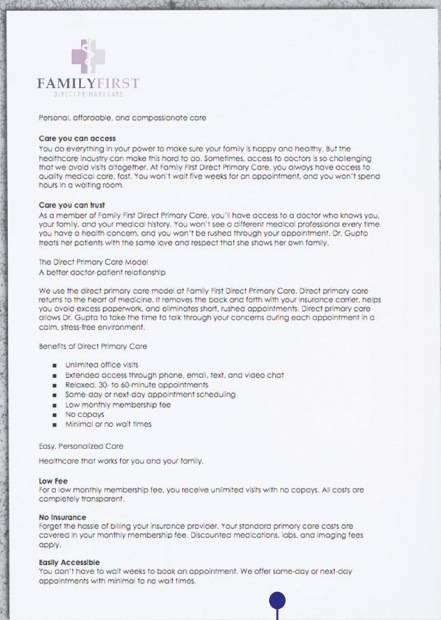 FAMILYFIRST
DIRECT PRIMARY CARE
Personal, affordable, and compassionate care
Care you can access
You do everything in your power to make sure your family is happy and healthy. But the
healthcare industry can make this hard to do. Sometimes, access to doctors is so challenging
that we avoid visits altogether. At Family First Direct Primary Care, you always have access to
quality medical care, fast. You won't wait five weeks for an appointment, and you won't spend
hours in a waiting room.
Care you can trust
As a member of Family First Direct Primary Care, you'll have access to a doctor who knows you,
your family, and your medical history. You won't see a different medical professional every time
you have a health concern, and you won't be rushed through your appointment. Dr. Gupta
treats her patients with the same love and respect that she shows her own family.
The Direct Primary Care Model
A better doctor-patient relationship
We use the direct primary care model at Family First Direct Primary Care. Direct primary care
returns to the heart of medicine. It removes the back and forth with your insurance carrier, helps
you avoid excess paperwork, and eliminates short, rushed appointments. Direct primary care
allows Dr. Gupta to take the time to talk through your concerns during each appointment in a
calm, stress-free environment.
Benefits of Direct Primary Care
■ Unlimited office visits
■ Extended access through phone, email, text, and video chat
■ Relaxed, 30- to 60-minute appointments
■ Same-day or next-day appointment scheduling
■ Low monthly membership fee
■ No copays
■ Minimal or no wait times
Easy, Personalized Care
Healthcare that works for you and your family.
Low Fee
For a low monthly membership fee, you receive unlimited visits with no copays. All costs are
completely transparent.
No Insurance
Forget the hassle of billing your insurance provider. Your standard primary care costs are
covered in your monthly membership fee. Discounted medications, labs, and imaging fees
apply.
Easily Accessible
You don't have to wait weeks to book an appointment. We offer same-day or next-day
appointments with minimal to no wait times.